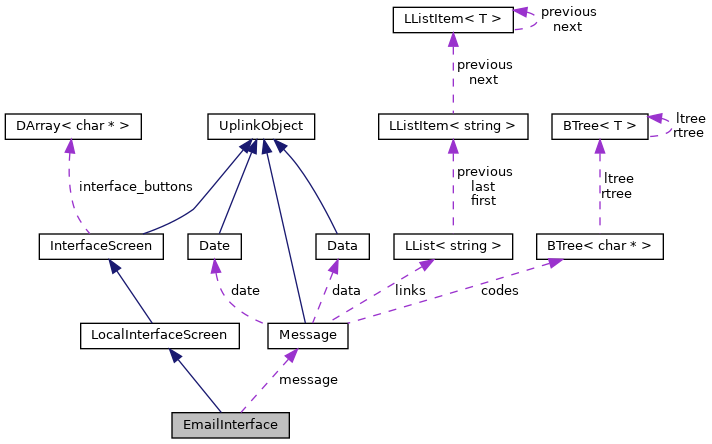 LListItem< T >
previous
next
DArray< char * >
UplinkObject
previous
next
LListItem< string >
BTree< T >
ltree
rtree
interface_buttons
previous
last
first
ltree
rtree
InterfaceScreen
Date
Data
LList< string >
BTree< char * >
date
data
links
codes
LocalInterfaceScreen
Message
message
EmailInterface